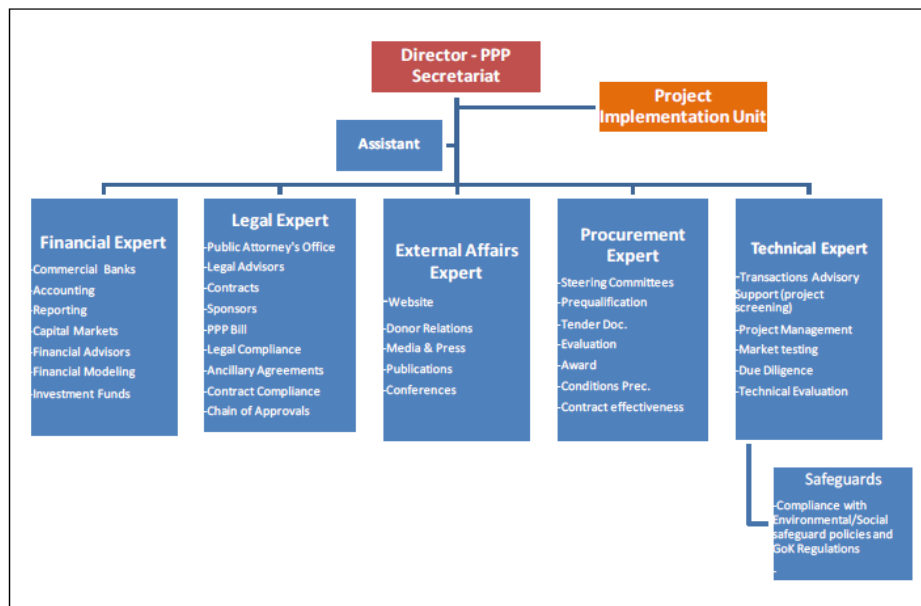 Director - PPP
Secretariat
Project
Implementation Unit
Assistant
Financial Expert
-Commercial Banks
-Accounting
-Reporting
-Capital Markets
-Financial Advisors
-Financial Modeling
-Investment Funds
Legal Expert
-Public Attorney's Office
-Legal Advisors
-Contracts
-Sponsors
-PPP Bill
-Legal Compliance
-Ancillary Agreements
-Contract Compliance
-Chain of Approvals
External Affairs
Expert
-Website
-Donor Relations
-Media & Press
-Publications
-Conferences
Procurement
Expert
-Steering Committees
-Prequalification
-Tender Doc.
-Evaluation
-Award
-Conditions Prec.
-Contract effectiveness
Technical Expert
-Transactions Advisory
Support (project
screening)
-Project Management
-Market testing
-Due Diligence
-Technical Evaluation
Safeguards
-Compliance with
Environmental/Social
safeguard policies and
GoK Regulations
-